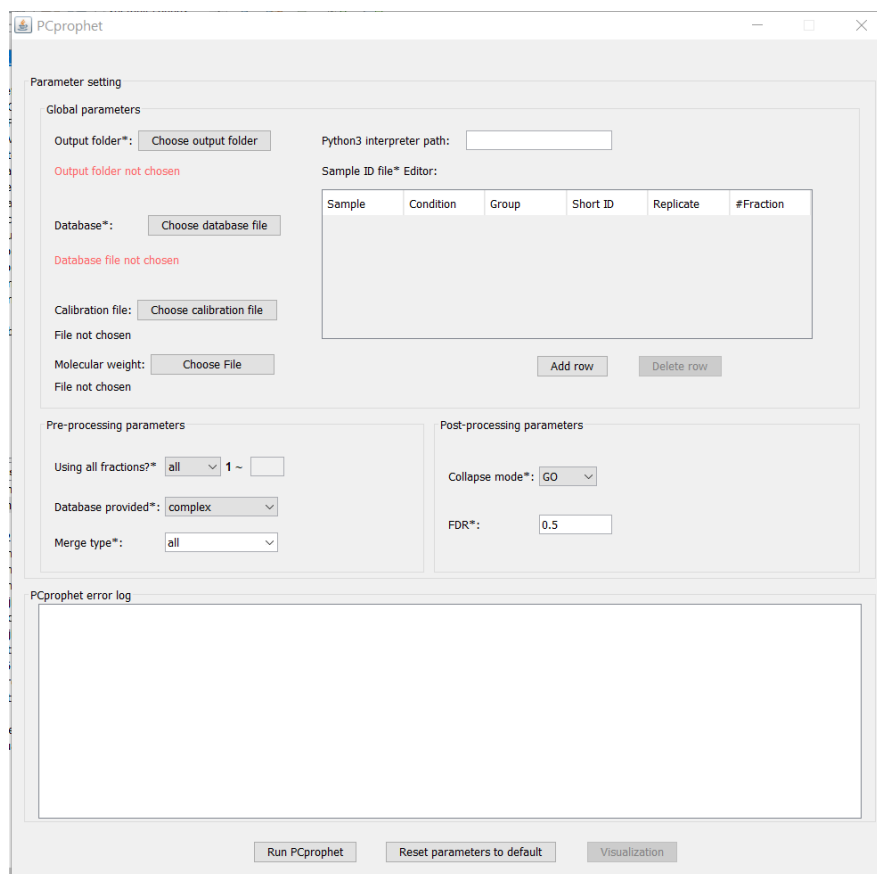 PCprophet
Parameter setting
Global parameters
Output folder*: Choose output folder
Output folder not chosen
Database*: Choose database file
Database file not chosen
Calibration file: Choose calibration file
File not chosen
Molecular weight: Choose File
File not chosen
Python3 interpreter path:
Sample ID file* Editor:
Sample Condition Group Short ID Replicate #Fraction
Add row Delete row
Pre-processing parameters
Using all fractions?* all 1 ~
Database provided*: complex
Merge type*: all
Post-processing parameters
Collapse mode*: GO
FDR*: 0.5
PCprophet error log
Run PCprophet Reset parameters to default Visualization